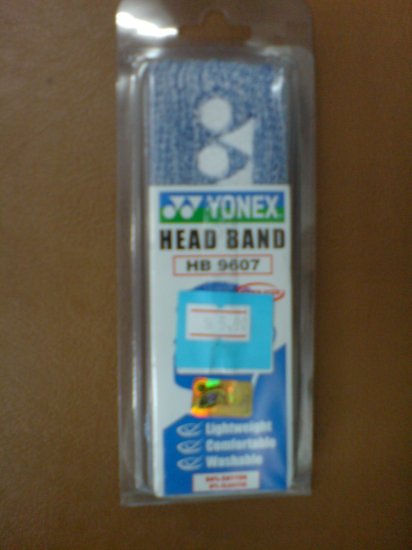 YONEX
HEAD BAND
HB 9607
Lightweight
Comfortable
Washable